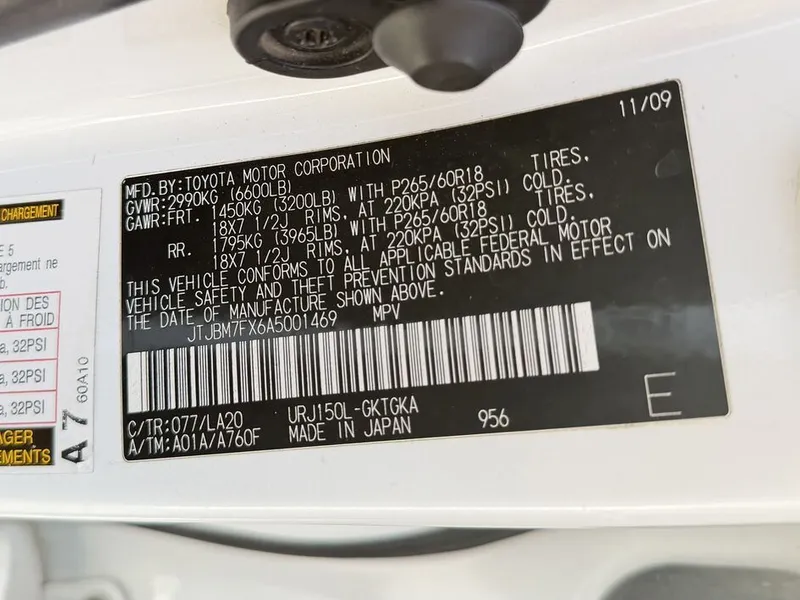 CHARGEMENT
E 5
argement ne
b.
ION DES
À FROID
a, 32PSI
a, 32PSI
a, 32PSI
AGER
EMENTS
A 7 60A10
11/09
MFD.BY:TOYOTA MOTOR CORPORATION
GVWR:2990KG (6600LB)
GAWR:FRT. 1450KG (3200LB) WITH P265/60R18 TIRES,
18X7 1/2J RIMS, AT 220KPA (32PSI) COLD.
RR. 1795KG (3965LB) WITH P265/60R18 TIRES,
18X7 1/2J RIMS, AT 220KPA (32PSI) COLD.
THIS VEHICLE CONFORMS TO ALL APPLICABLE FEDERAL MOTOR
VEHICLE SAFETY AND THEFT PREVENTION STANDARDS IN EFFECT ON
THE DATE OF MANUFACTURE SHOWN ABOVE.
JTJBM7FX6A5001469 MPV
C/TR:077/LA20 URJ150L-GKTGKA
A/TM:A01A/A760F MADE IN JAPAN 956
E